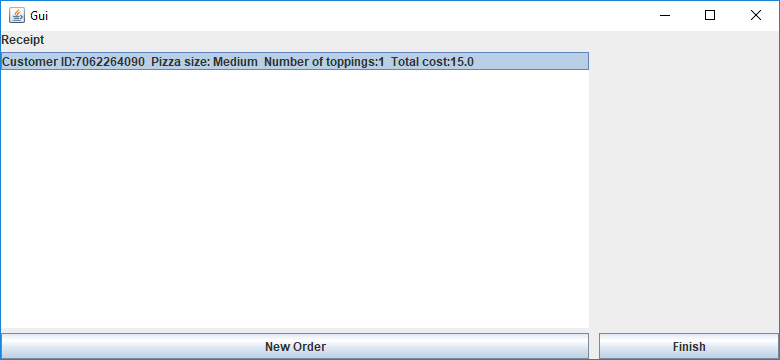 Gui
Receipt
Customer ID:7062264090  Pizza size: Medium  Number of toppings:1  Total cost:15.0
New Order
Finish